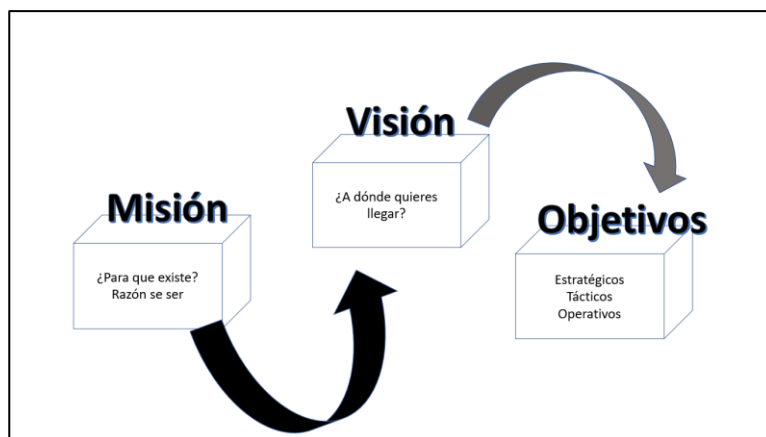 Misión
¿Para que existe?
Razón se ser
Visión
¿A dónde quieres
llegar?
Objetivos
Estratégicos
Tácticos
Operativos